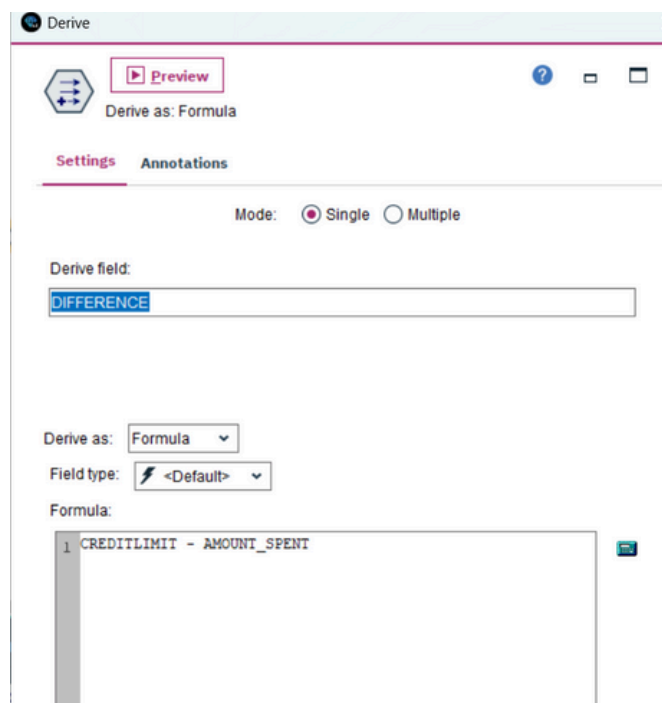 Derive
Preview
Derive as: Formula
Settings Annotations
Mode: Single Multiple
Derive field:
DIFFERENCE
Derive as: Formula
Field type: <Default>
Formula:
1 CREDITLIMIT - AMOUNT_SPENT